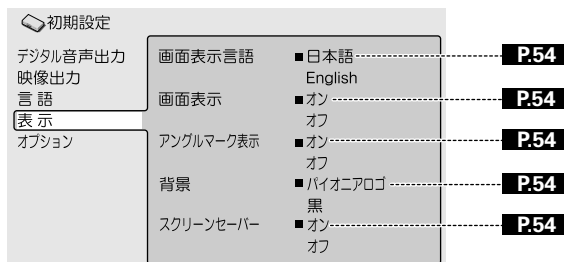 初期設定
デジタル音声出力
映像出力
言語
表示
オプション
画面表示言語 ■日本語 P.54
English
画面表示 ■オン P.54
オフ
アングルマーク表示 ■オン P.54
オフ
背景 ■パイオニアロゴ P.54
黒
スクリーンセーバー ■オン P.54
オフ